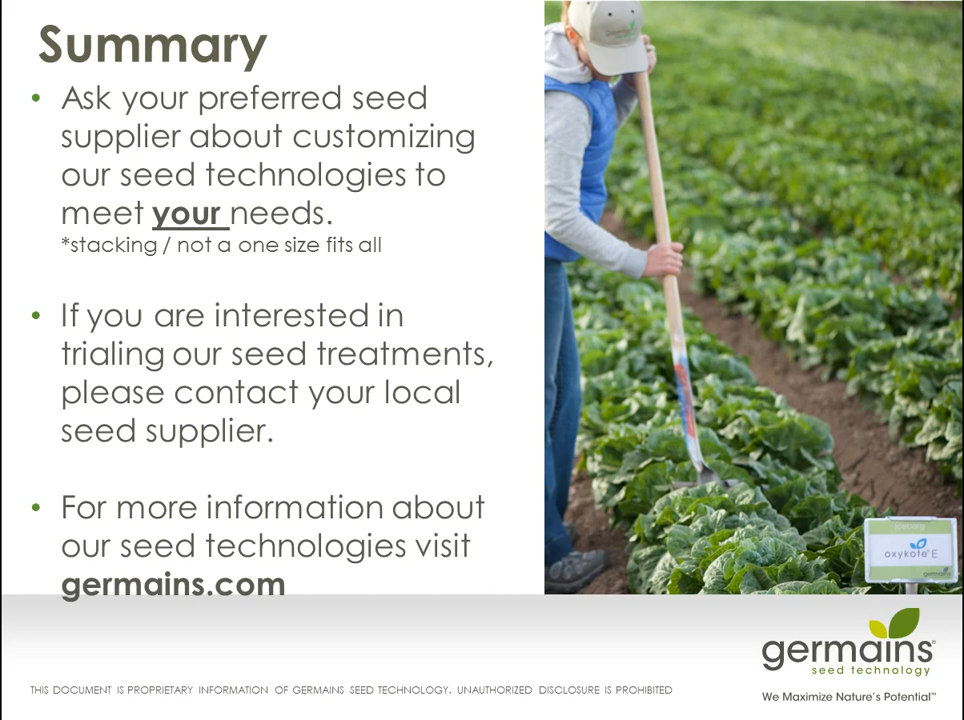 Summary
• Ask your preferred seed
supplier about customizing
our seed technologies to
meet your needs.
*stacking / not a one size fits all
• If you are interested in
trialing our seed treatments,
please contact your local
seed supplier.
• For more information about
our seed technologies visit
germains.com
Iceberg
oxykote® E
germains
germains®
seed technology
We Maximize Nature's Potential™
THIS DOCUMENT IS PROPRIETARY INFORMATION OF GERMAINS SEED TECHNOLOGY. UNAUTHORIZED DISCLOSURE IS PROHIBITED